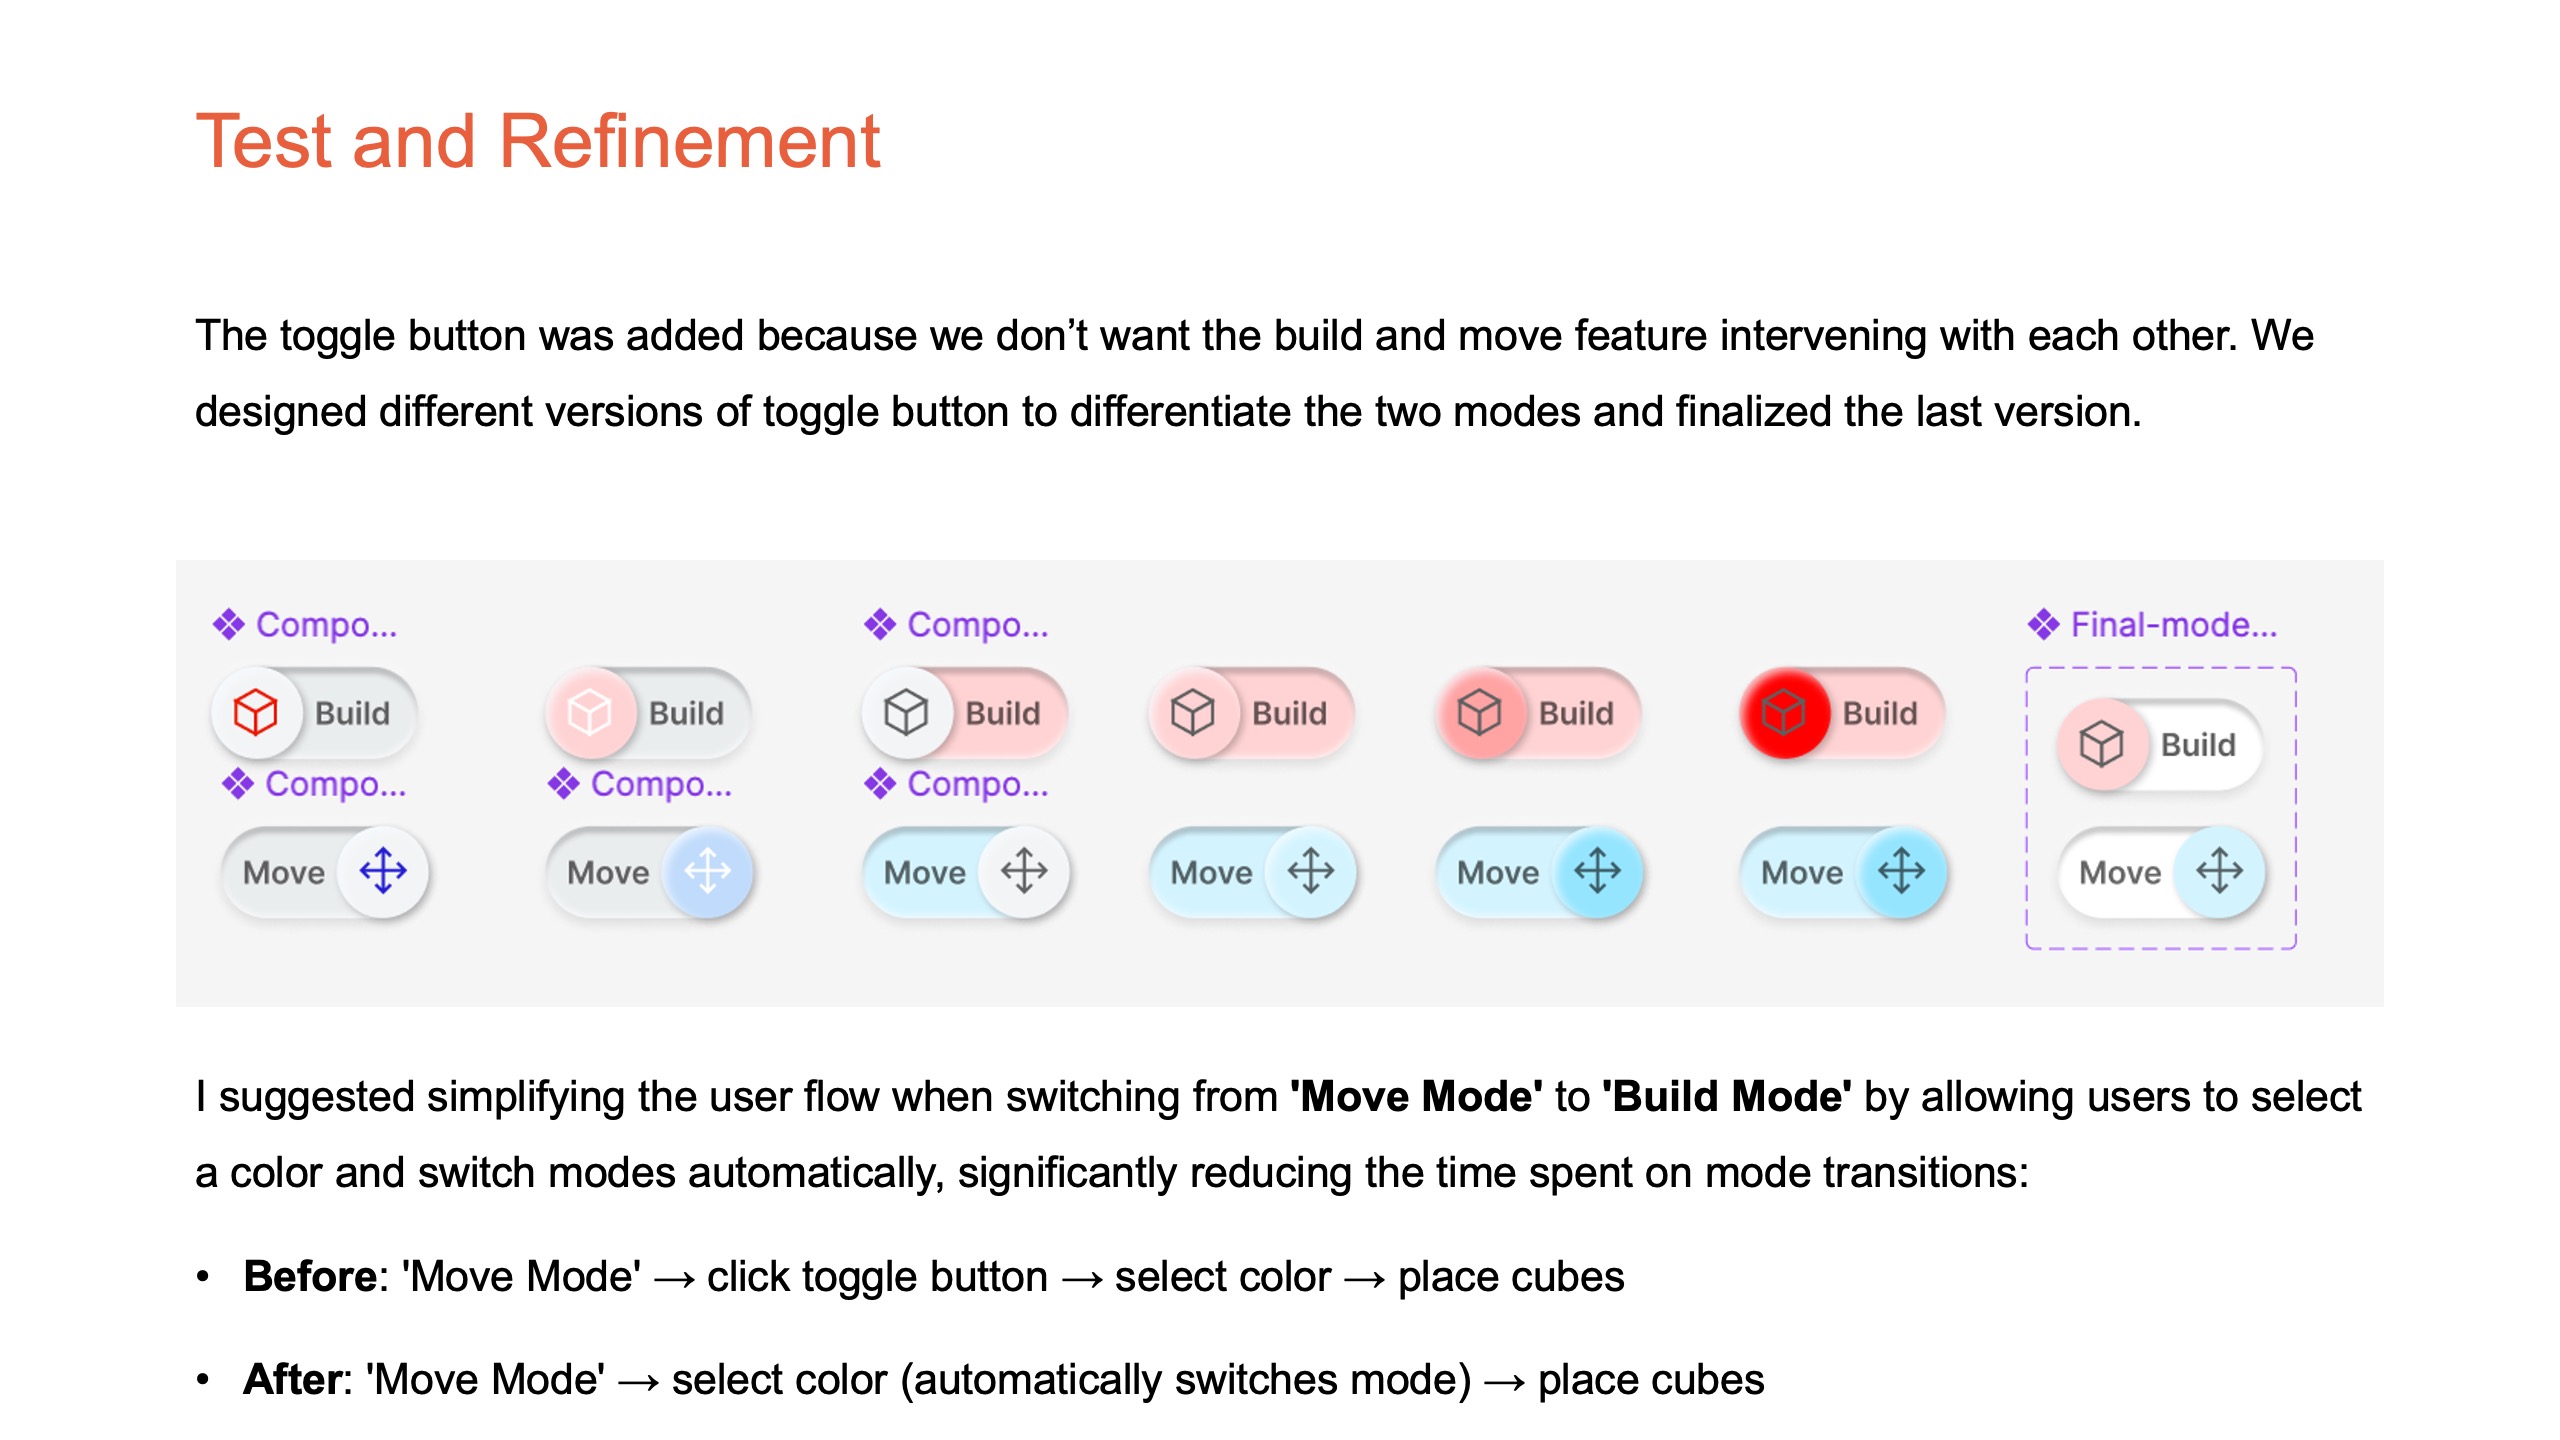 Test and Refinement
The toggle button was added because we don’t want the build and move feature intervening with each other. We
designed different versions of toggle button to differentiate the two modes and finalized the last version.
Compo... Compo... Final-mode...
Build Build Build Build Build Build Build
Compo... Compo... Compo...
Move Move Move Move Move Move Move
I suggested simplifying the user flow when switching from 'Move Mode' to 'Build Mode' by allowing users to select
a color and switch modes automatically, significantly reducing the time spent on mode transitions:
• Before: 'Move Mode' → click toggle button → select color → place cubes
• After: 'Move Mode' → select color (automatically switches mode) → place cubes